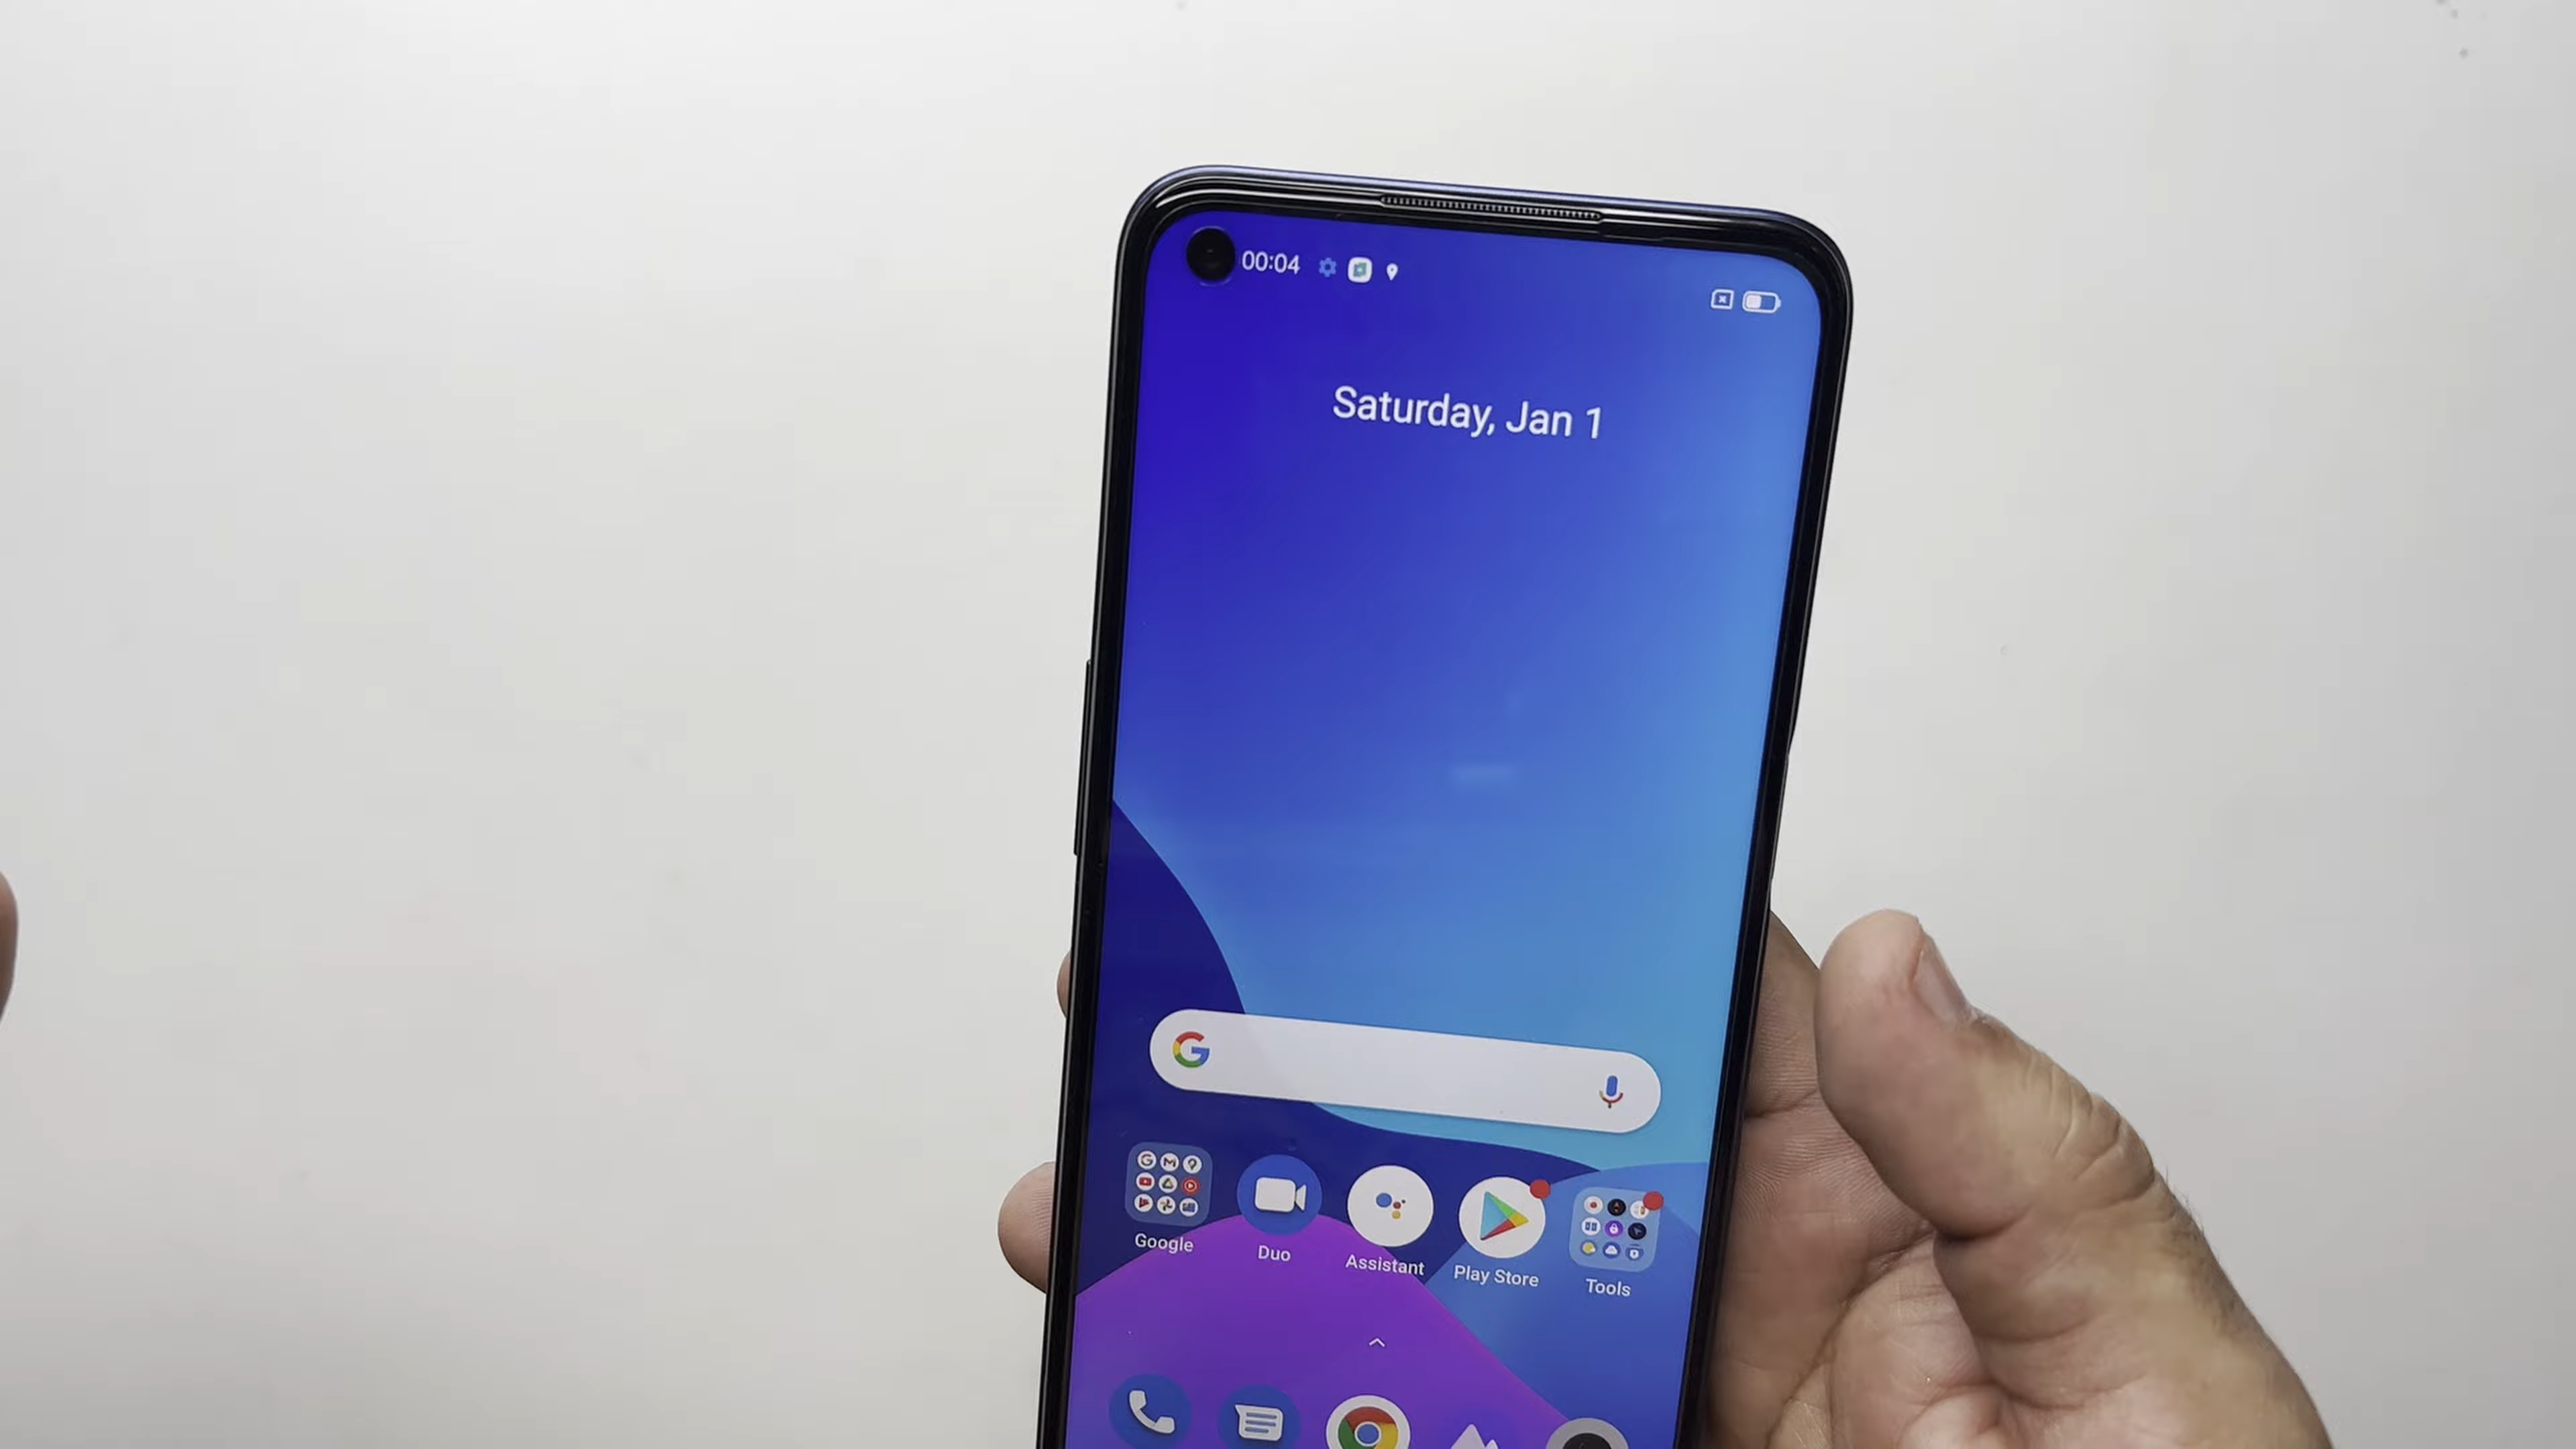 00:04
Saturday, Jan 1
Google
Duo
Assistant
Play Store
Tools